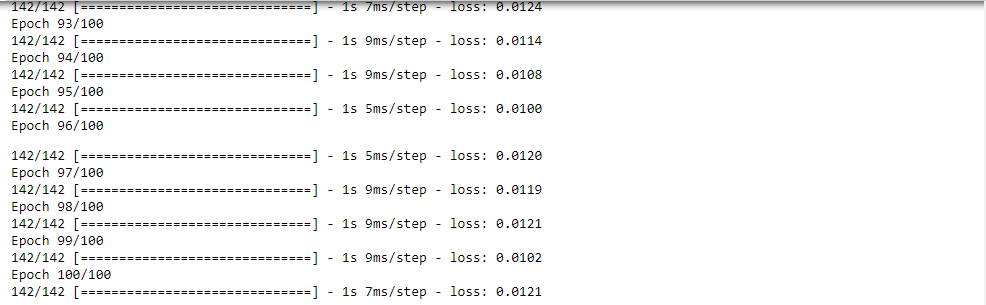 142/142 [==============================] - 1s 7ms/step - loss: 0.0124
Epoch 93/100
142/142 [==============================] - 1s 9ms/step - loss: 0.0114
Epoch 94/100
142/142 [==============================] - 1s 9ms/step - loss: 0.0108
Epoch 95/100
142/142 [==============================] - 1s 5ms/step - loss: 0.0100
Epoch 96/100
142/142 [==============================] - 1s 5ms/step - loss: 0.0120
Epoch 97/100
142/142 [==============================] - 1s 9ms/step - loss: 0.0119
Epoch 98/100
142/142 [==============================] - 1s 9ms/step - loss: 0.0121
Epoch 99/100
142/142 [==============================] - 1s 9ms/step - loss: 0.0102
Epoch 100/100
142/142 [==============================] - 1s 7ms/step - loss: 0.0121